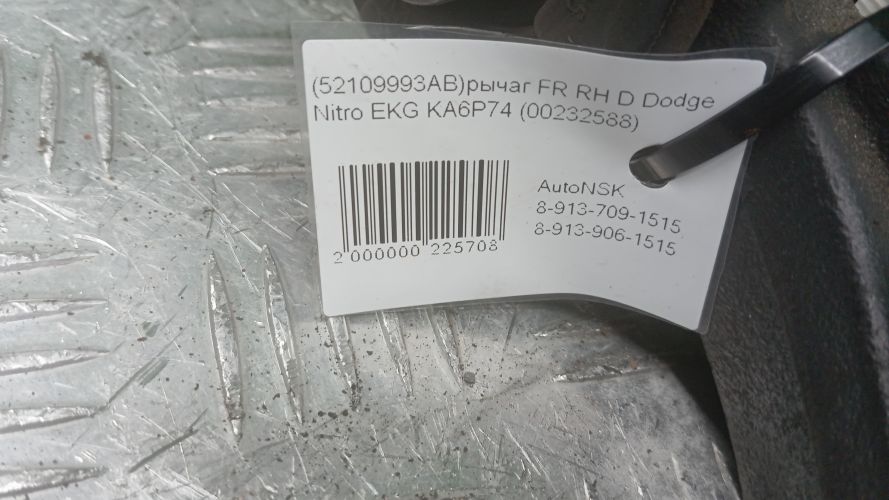 (52109993AB)рычаг FR RH D Dodge
Nitro EKG KA6P74 (00232588)
AutoNSK
8-913-709-1515
8-913-906-1515
2 000000 225708